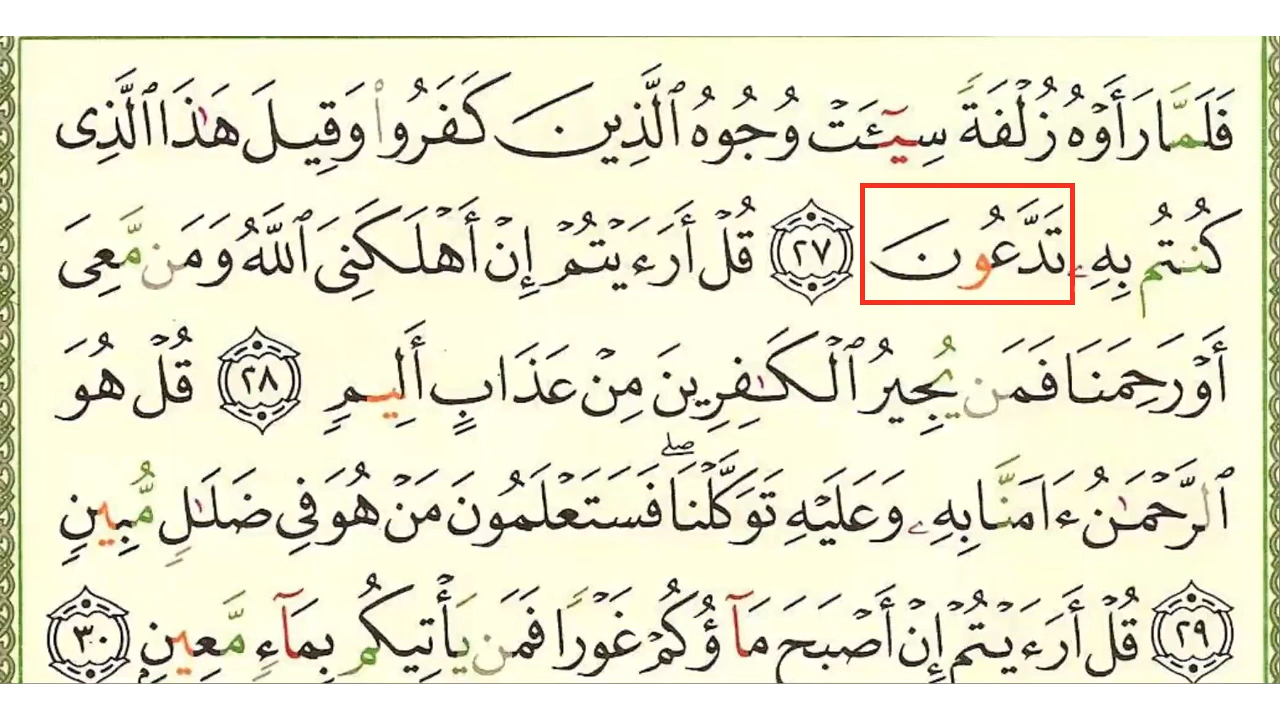 فَلَمَّا رَأَوْهُ زُلْفَةً سِيٓـَٔتْ وُجُوهُ ٱلَّذِينَ كَفَرُوا۟ وَقِيلَ هَـٰذَا ٱلَّذِى
كُنتُم بِهِۦ تَدَّعُونَ ٢٧ قُلْ أَرَءَيْتُمْ إِنْ أَهْلَكَنِىَ ٱللَّهُ وَمَن مَّعِىَ
أَوْ رَحِمَنَا فَمَن يُجِيرُ ٱلْكَـٰفِرِينَ مِنْ عَذَابٍ أَلِيمٍ ٢٨ قُلْ هُوَ
ٱلرَّحْمَـٰنُ ءَامَنَّا بِهِۦ وَعَلَيْهِ تَوَكَّلْنَا ۖ فَسَتَعْلَمُونَ مَنْ هُوَ فِى ضَلَـٰلٍ مُّبِينٍ
٢٩ قُلْ أَرَءَيْتُمْ إِنْ أَصْبَحَ مَآؤُكُمْ غَوْرًا فَمَن يَأْتِيكُم بِمَآءٍ مَّعِينٍ ٣٠